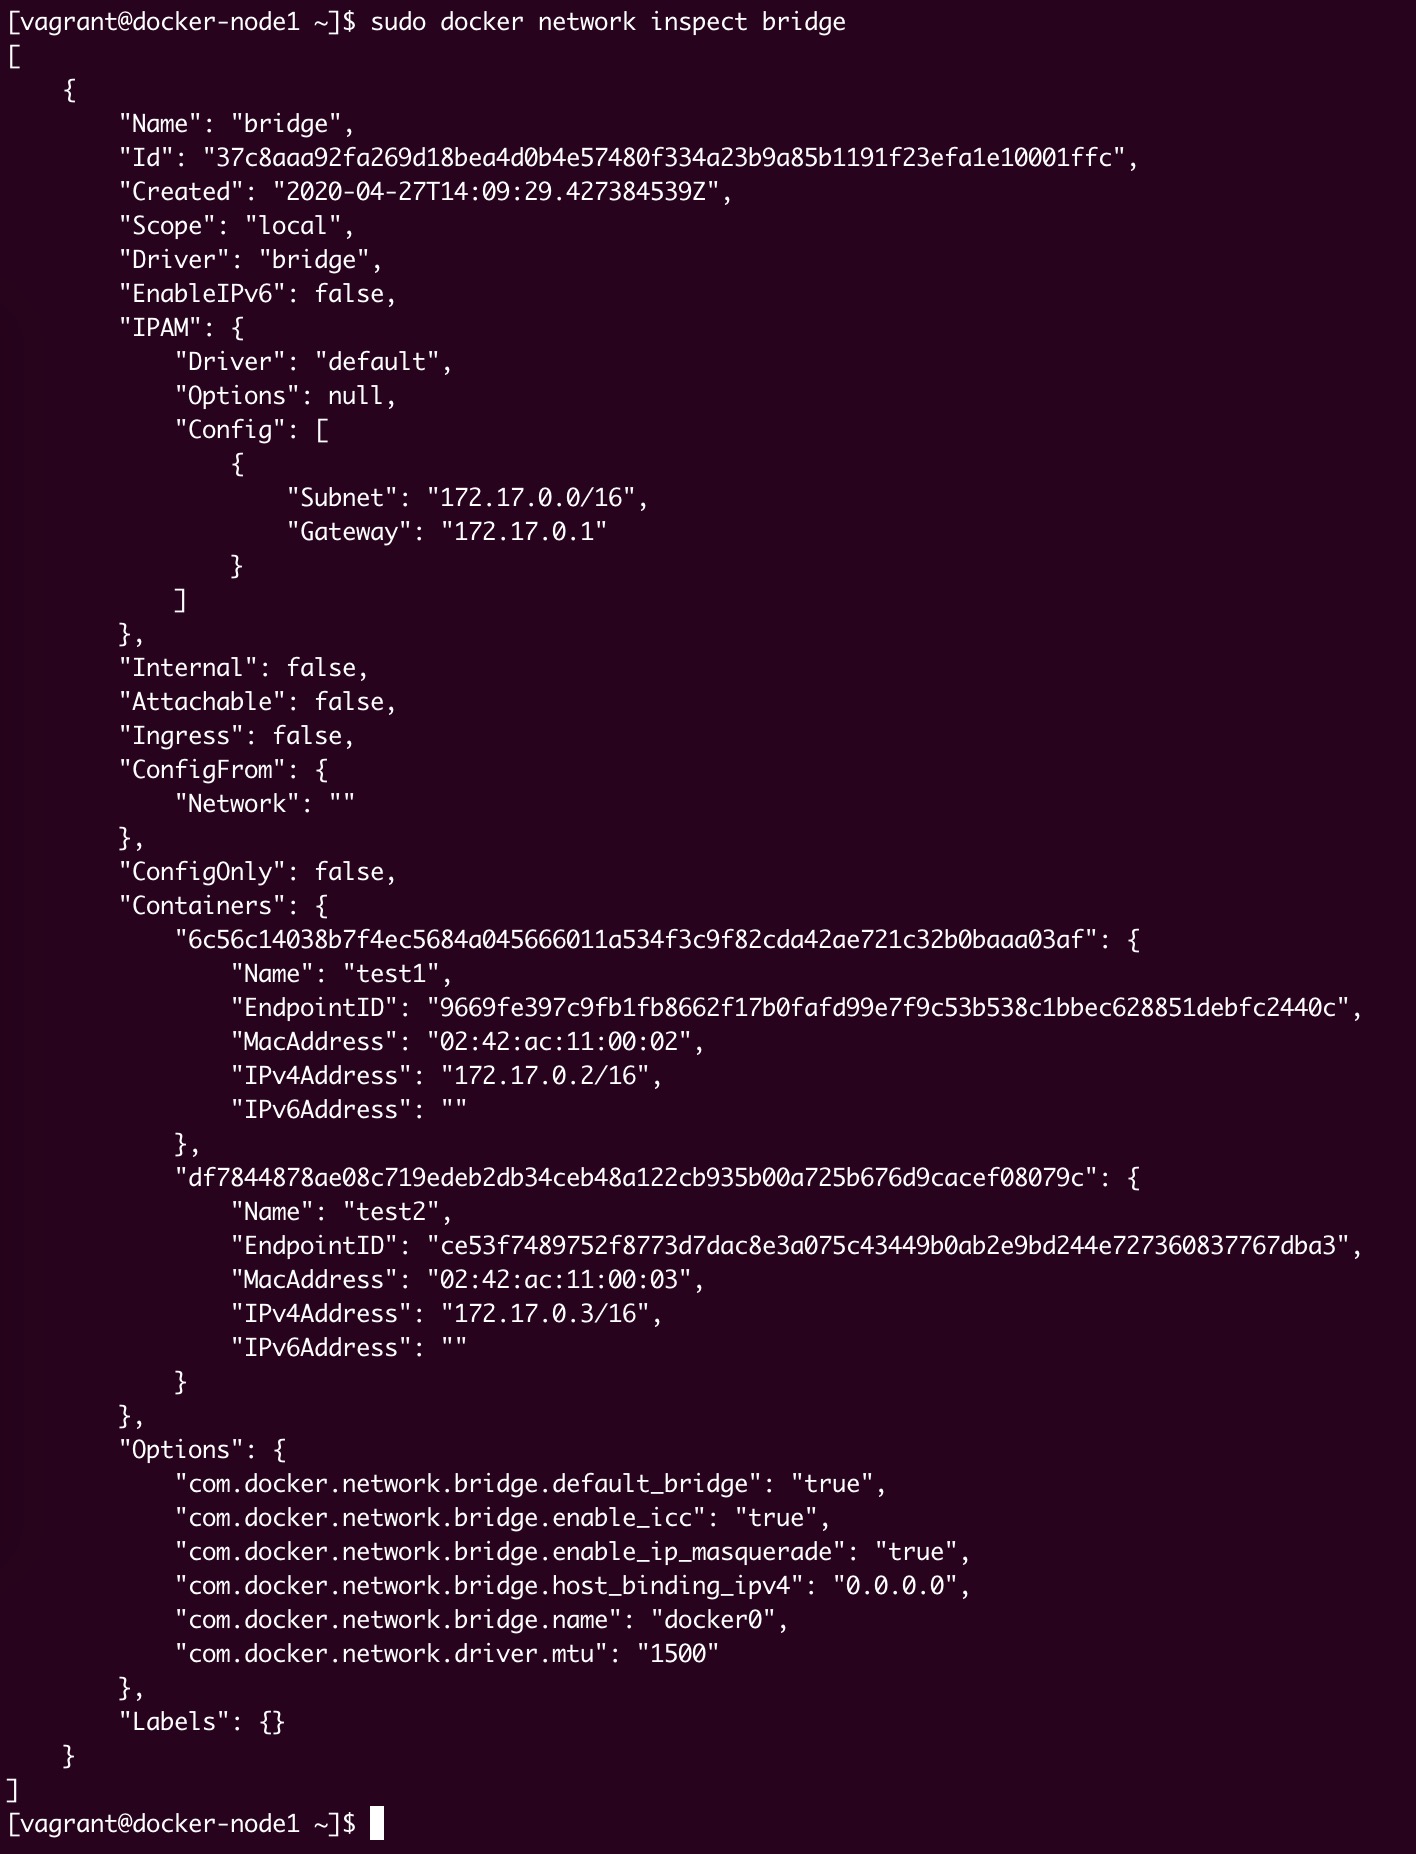 [vagrant@docker-node1 ~]$ sudo docker network inspect bridge
[
    {
        "Name": "bridge",
        "Id": "37c8aaa92fa269d18bea4d0b4e57480f334a23b9a85b1191f23efa1e10001ffc",
        "Created": "2020-04-27T14:09:29.427384539Z",
        "Scope": "local",
        "Driver": "bridge",
        "EnableIPv6": false,
        "IPAM": {
            "Driver": "default",
            "Options": null,
            "Config": [
                {
                    "Subnet": "172.17.0.0/16",
                    "Gateway": "172.17.0.1"
                }
            ]
        },
        "Internal": false,
        "Attachable": false,
        "Ingress": false,
        "ConfigFrom": {
            "Network": ""
        },
        "ConfigOnly": false,
        "Containers": {
            "6c56c14038b7f4ec5684a045666011a534f3c9f82cda42ae721c32b0baaa03af": {
                "Name": "test1",
                "EndpointID": "9669fe397c9fb1fb8662f17b0fafd99e7f9c53b538c1bbec628851debfc2440c",
                "MacAddress": "02:42:ac:11:00:02",
                "IPv4Address": "172.17.0.2/16",
                "IPv6Address": ""
            },
            "df7844878ae08c719edeb2db34ceb48a122cb935b00a725b676d9cacef08079c": {
                "Name": "test2",
                "EndpointID": "ce53f7489752f8773d7dac8e3a075c43449b0ab2e9bd244e727360837767dba3",
                "MacAddress": "02:42:ac:11:00:03",
                "IPv4Address": "172.17.0.3/16",
                "IPv6Address": ""
            }
        },
        "Options": {
            "com.docker.network.bridge.default_bridge": "true",
            "com.docker.network.bridge.enable_icc": "true",
            "com.docker.network.bridge.enable_ip_masquerade": "true",
            "com.docker.network.bridge.host_binding_ipv4": "0.0.0.0",
            "com.docker.network.bridge.name": "docker0",
            "com.docker.network.driver.mtu": "1500"
        },
        "Labels": {}
    }
]
[vagrant@docker-node1 ~]$